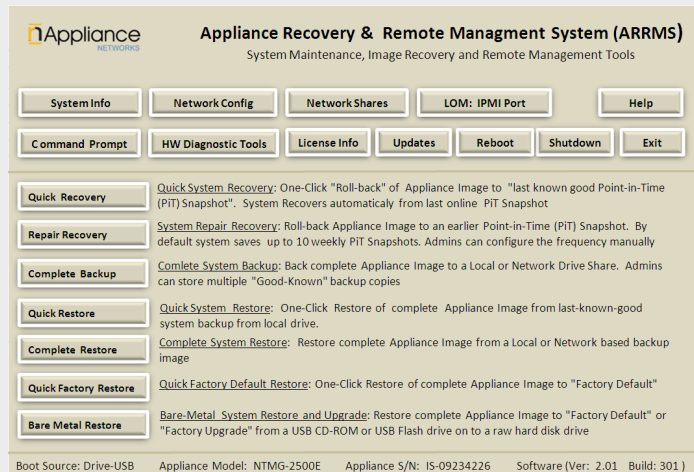 nAppliance
NETWORKS
Appliance Recovery & Remote Managment System (ARRMS)
System Maintenance, Image Recovery and Remote Management Tools
System Info
Network Config
Network Shares
LOM: IPMI Port
Help
Command Prompt
HW Diagnostic Tools
License Info
Updates
Reboot
Shutdown
Exit
Quick Recovery
Quick System Recovery: One-Click "Roll-back" of Appliance Image to "last known good Point-in-Time
(PiT) Snapshot". System Recovers automaticaly from last online PiT Snapshot
Repair Recovery
System Repair Recovery: Roll-back Appliance Image to an earlier Point-in-Time (PiT) Snapshot. By
default system saves up to 10 weekly PiT Snapshots. Admins can configure the frequency manually
Complete Backup
Comlete System Backup: Back complete Appliance Image to a Local or Network Drive Share. Admins
can store multiple "Good-Known" backup copies
Quick Restore
Quick System Restore: One-Click Restore of complete Appliance Image from last-known-good
system backup from local drive.
Complete Restore
Complete System Restore: Restore complete Appliance Image from a Local or Network based backup
image
Quick Factory Restore
Quick Factory Default Restore: One-Click Restore of complete Appliance Image to "Factory Default"
Bare Metal Restore
Bare-Metal System Restore and Upgrade: Restore complete Appliance Image to "Factory Default" or
"Factory Upgrade" from a USB CD-ROM or USB Flash drive on to a raw hard disk drive
Boot Source: Drive-USB Appliance Model: NTMG-2500E Appliance S/N: IS-09234226 Software (Ver: 2.01 Build: 301 )